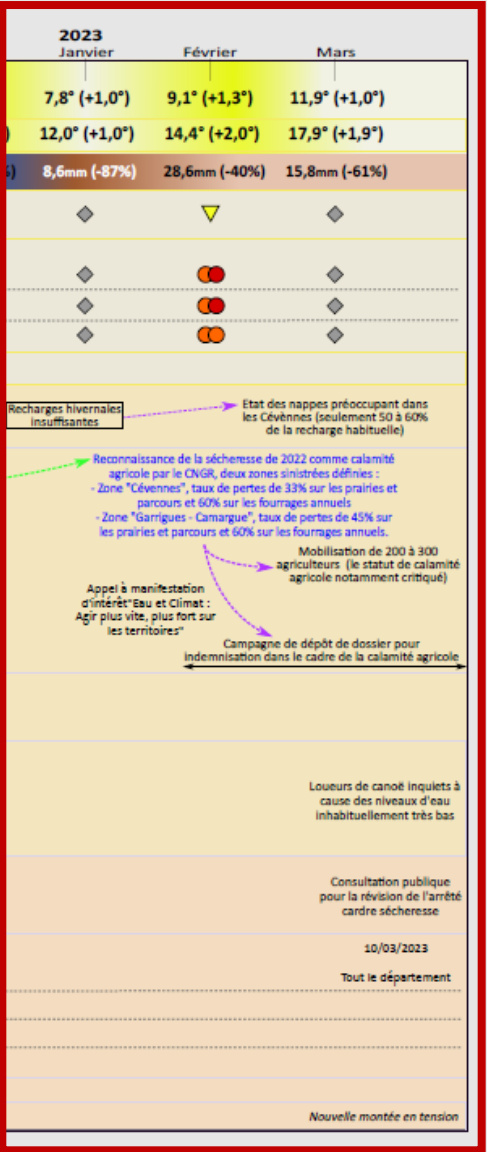 2023
Janvier Février Mars
7,8° (+1,0°) 9,1° (+1,3°) 11,9° (+1,0°)
) 12,0° (+1,0°) 14,4° (+2,0°) 17,9° (+1,9°)
) 8,6mm (-87%) 28,6mm (-40%) 15,8mm (-61%)
Recharges hivernales
insuffisantes
Etat des nappes préoccupant dans
les Cévènnes (seulement 50 à 60%
de la recharge habituelle)
Reconnaissance de la sécheresse de 2022 comme calamité
agricole par le CNGR, deux zones sinistrées définies :
- Zone "Cévennes", taux de pertes de 33% sur les prairies et
parcours et 60% sur les fourrages annuels
- Zone "Garrigues - Camargue", taux de pertes de 45% sur
les prairies et parcours et 60% sur les fourrages annuels.
Mobilisation de 200 à 300
agriculteurs (le statut de calamité
agricole notamment critiqué)
Appel à manifestation
d'intérêt"Eau et Climat :
Agir plus vite, plus fort sur
les territoires"
Campagne de dépôt de dossier pour
indemnisation dans le cadre de la calamité agricole
Loueurs de canoë inquiets à
cause des niveaux d'eau
inhabituellement très bas
Consultation publique
pour la révision de l'arrêté
cardre sécheresse
10/03/2023
Tout le département
Nouvelle montée en tension